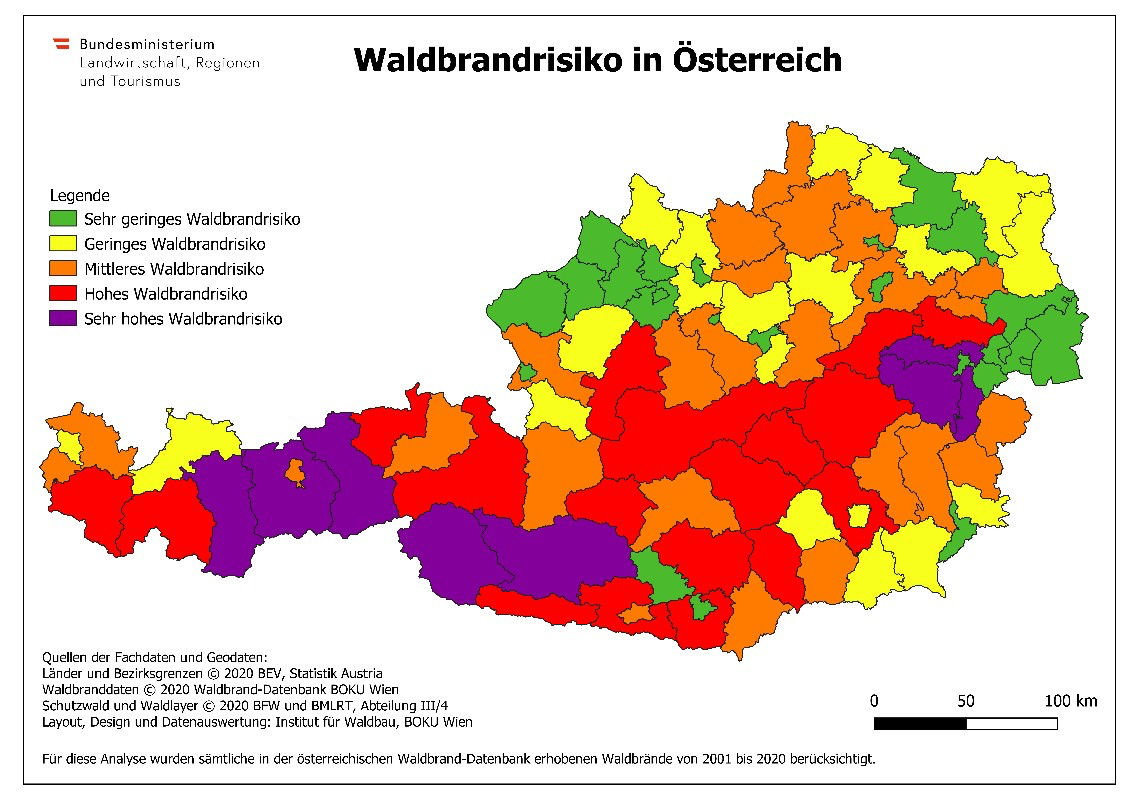 Bundesministerium
Landwirtschaft, Regionen
und Tourismus
Waldbrandrisiko in Österreich
Legende
Sehr geringes Waldbrandrisiko
Geringes Waldbrandrisiko
Mittleres Waldbrandrisiko
Hohes Waldbrandrisiko
Sehr hohes Waldbrandrisiko
Quellen der Fachdaten und Geodaten:
Länder und Bezirksgrenzen © 2020 BEV, Statistik Austria
Waldbranddaten © 2020 Waldbrand-Datenbank BOKU Wien
Schutzwald und Waldlayer © 2020 BFW und BMLRT, Abteilung III/4
Layout, Design und Datenauswertung: Institut für Waldbau, BOKU Wien
0 50 100 km
Für diese Analyse wurden sämtliche in der österreichischen Waldbrand-Datenbank erhobenen Waldbrände von 2001 bis 2020 berücksichtigt.